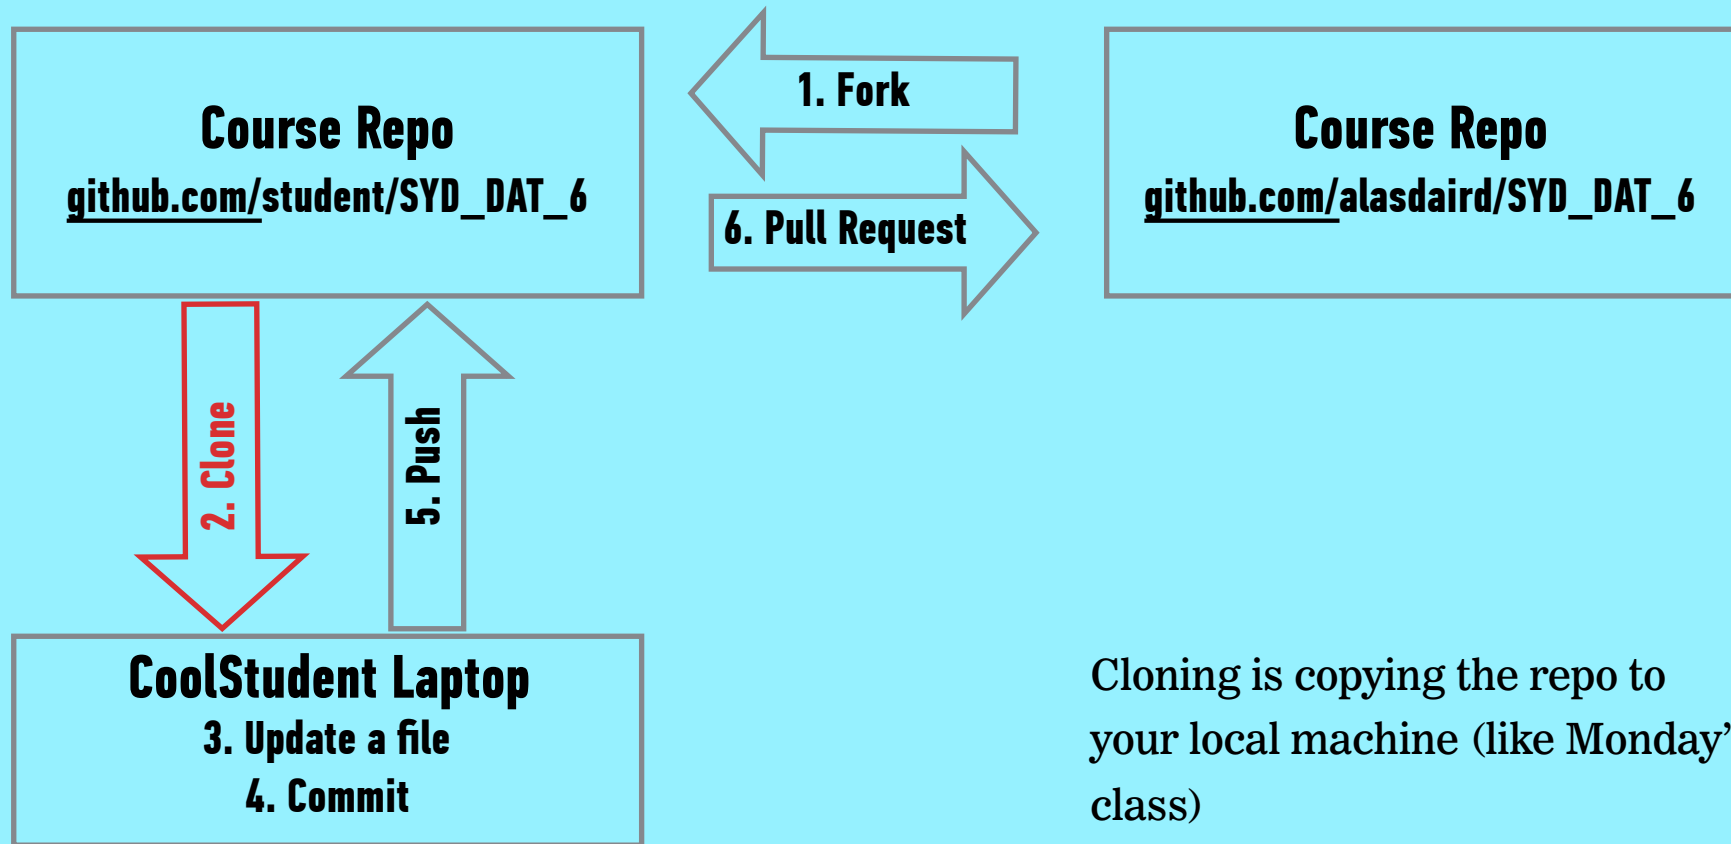 Course Repo
github.com/student/SYD_DAT_6
1. Fork
6. Pull Request
Course Repo
github.com/alasdaird/SYD_DAT_6
2. Clone
5. Push
CoolStudent Laptop
3. Update a file
4. Commit
Cloning is copying the repo to
your local machine (like Monday’
class)